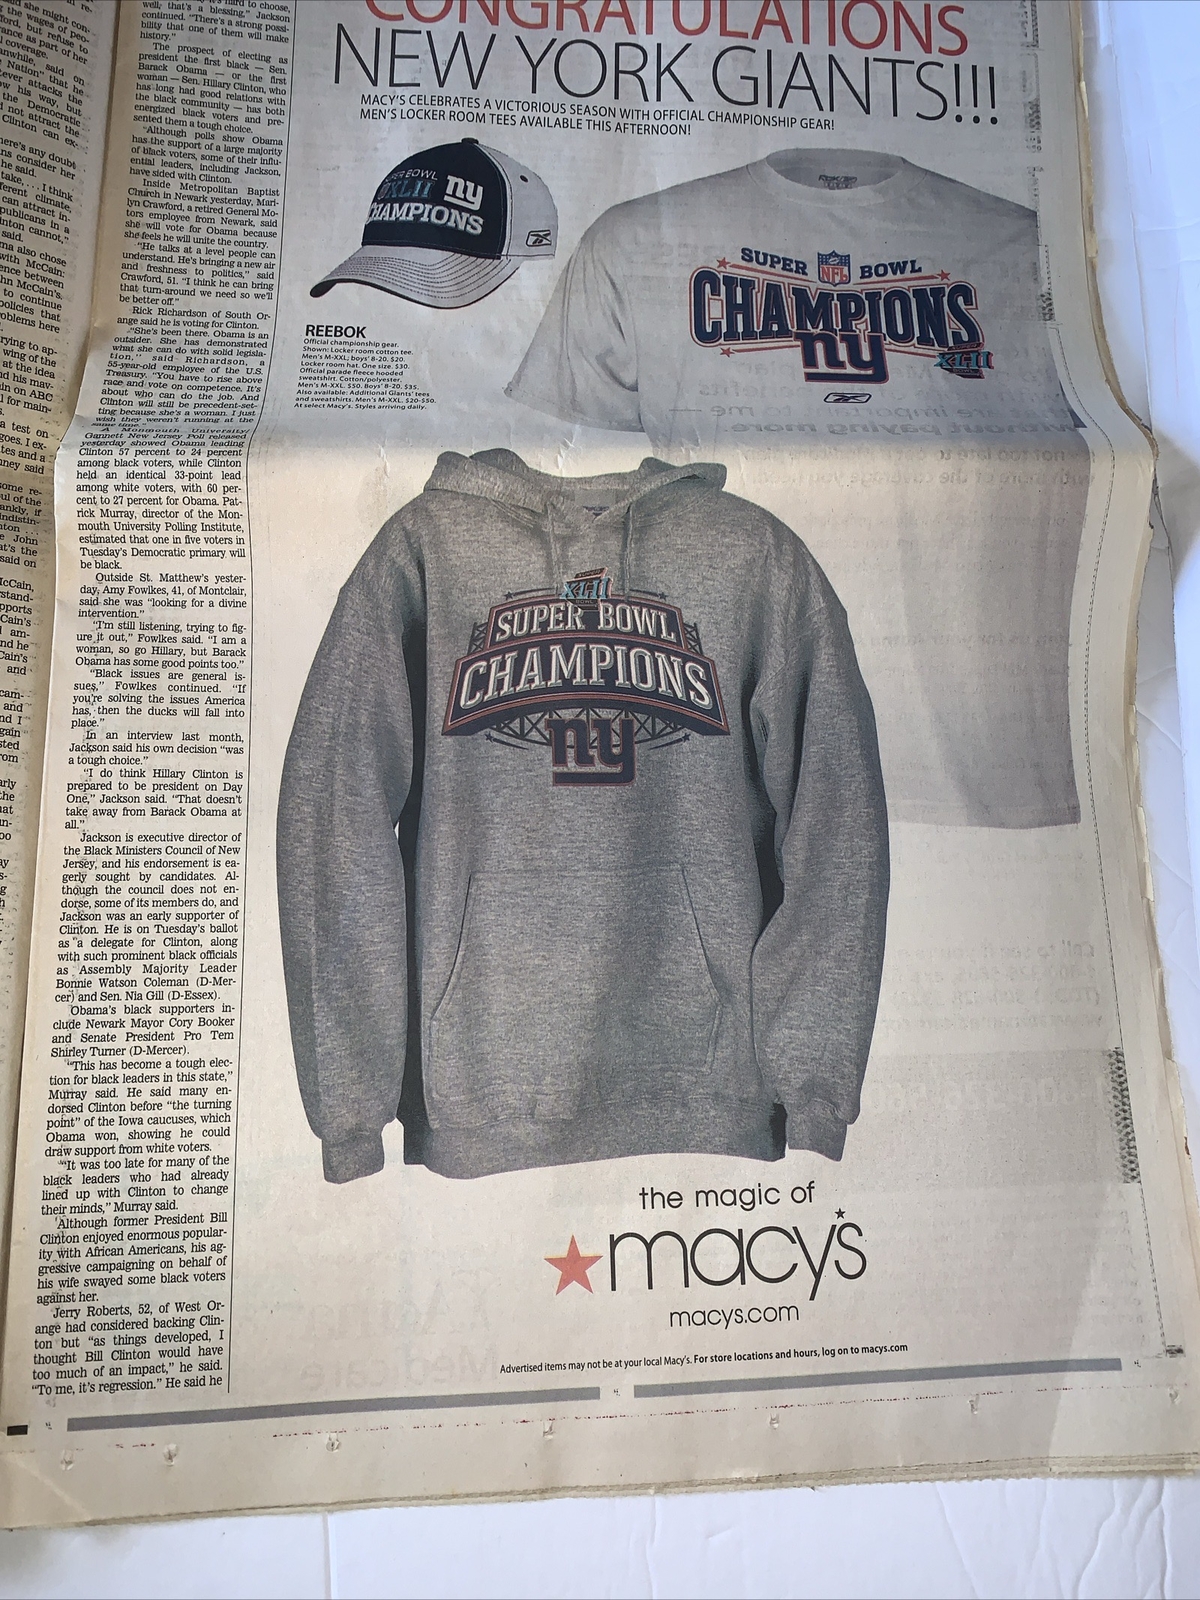 CONGRATULATIONS
NEW YORK GIANTS!!!
MACY'S CELEBRATES A VICTORIOUS SEASON WITH OFFICIAL CHAMPIONSHIP GEAR!
MEN'S LOCKER ROOM TEES AVAILABLE THIS AFTERNOON!
BOWL
XLII ny
CHAMPIONS
REEBOK
Official championship gear.
Shown: Locker room cotton tee.
Men's M-XXL; boys' 8-20, $20.
Locker room hat. One size. $30.
Official parade fleece hooded
sweatshirt. Cotton/polyester.
Men's M-XXL. $50. Boys' 8-20. $35.
Also available: Additional Giants' tees
and sweatshirts. Men's M-XXL. $20-$50.
At select Macy's. Styles arriving daily.
SUPER NFL BOWL
CHAMPIONS
ny
XLII
XLII
SUPER BOWL
CHAMPIONS
ny
the magic of
macy's
macys.com
Advertised items may not be at your local Macy's. For store locations and hours, log on to macys.com
well; that's a blessing," Jackson
continued. "There's a strong possi-
bility that one of them will make
history."
The prospect of electing as
president the first black — Sen.
Barack Obama — or the first
woman — Sen. Hillary Clinton, who
has long had good relations with
the black community — has both
energized black voters and pre-
sented them a tough choice.
Although polls show Obama
has the support of a large majority
of black voters, some of their influ-
ential leaders, including Jackson,
have sided with Clinton.
Inside Metropolitan Baptist
Church in Newark yesterday, Mari-
lyn Crawford, a retired General Mo-
tors employee from Newark, said
she will vote for Obama because
she feels he will unite the country.
"He talks at a level people can
understand. He's bringing a new air
and freshness to politics," said
Crawford, 51. "I think he can bring
that turn-around we need so we'll
be better off."
Rick Richardson of South Or-
ange said he is voting for Clinton.
"She's been there. Obama is an
outsider. She has demonstrated
what she can do with solid legisla-
tion," said Richardson, a
55-year-old employee of the U.S.
Treasury. "You have to rise above
race and vote on competence. It's
about who can do the job. And
Clinton will still be precedent-set-
ting because she's a woman. I just
wish they weren't running at the
same time."
A Monmouth University/
Gannett New Jersey Poll released
yesterday showed Obama leading
Clinton 57 percent to 24 percent
among black voters, while Clinton
held an identical 33-point lead
among white voters, with 60 per-
cent to 27 percent for Obama. Pat-
rick Murray, director of the Mon-
mouth University Polling Institute,
estimated that one in five voters in
Tuesday's Democratic primary will
be black.
Outside St. Matthew's yester-
day, Amy Fowlkes, 41, of Montclair,
said she was "looking for a divine
intervention."
"I'm still listening, trying to fig-
ure it out," Fowlkes said. "I am a
woman, so go Hillary, but Barack
Obama has some good points too."
"Black issues are general is-
sues," Fowlkes continued. "If
you're solving the issues America
has, then the ducks will fall into
place."
In an interview last month,
Jackson said his own decision "was
a tough choice."
"I do think Hillary Clinton is
prepared to be president on Day
One," Jackson said. "That doesn't
take away from Barack Obama at
all."
Jackson is executive director of
the Black Ministers Council of New
Jersey, and his endorsement is ea-
gerly sought by candidates. Al-
though the council does not en-
dorse, some of its members do, and
Jackson was an early supporter of
Clinton. He is on Tuesday's ballot
as a delegate for Clinton, along
with such prominent black officials
as Assembly Majority Leader
Bonnie Watson Coleman (D-Mer-
cer) and Sen. Nia Gill (D-Essex).
Obama's black supporters in-
clude Newark Mayor Cory Booker
and Senate President Pro Tem
Shirley Turner (D-Mercer).
"This has become a tough elec-
tion for black leaders in this state,"
Murray said. He said many en-
dorsed Clinton before "the turning
point" of the Iowa caucuses, which
Obama won, showing he could
draw support from white voters.
"It was too late for many of the
black leaders who had already
lined up with Clinton to change
their minds," Murray said.
Although former President Bill
Clinton enjoyed enormous popular-
ity with African Americans, his ag-
gressive campaigning on behalf of
his wife swayed some black voters
against her.
Jerry Roberts, 52, of West Or-
ange had considered backing Clin-
ton but "as things developed, I
thought Bill Clinton would have
too much of an impact," he said.
"To me, it's regression." He said he